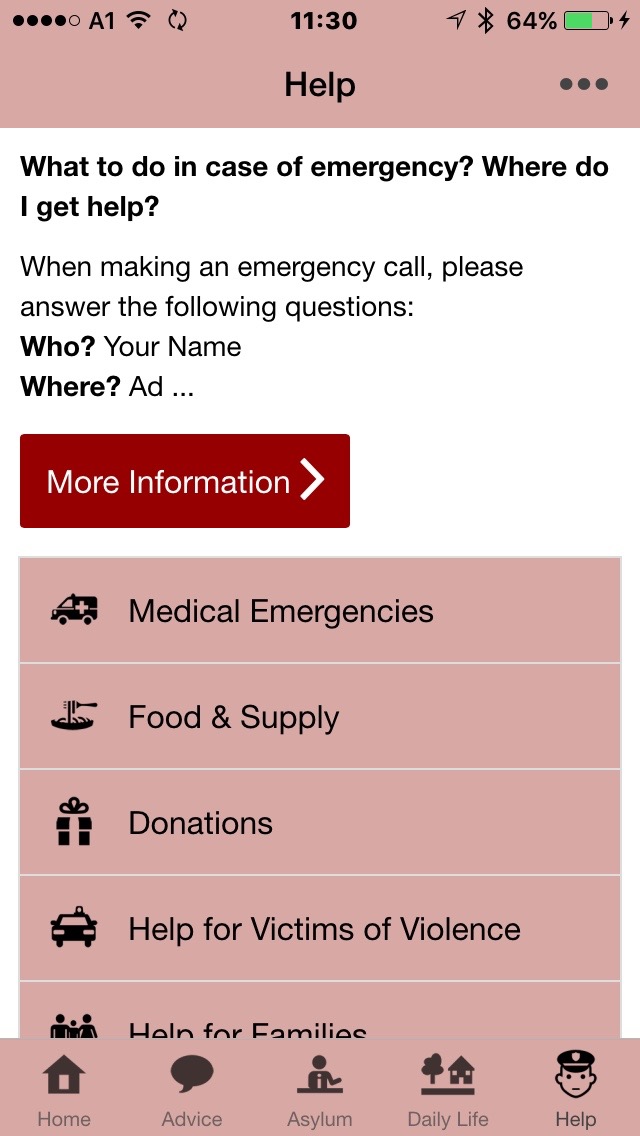 A1 11:30 64%
Help
What to do in case of emergency? Where do
I get help?
When making an emergency call, please
answer the following questions:
Who? Your Name
Where? Ad ...
More Information
Medical Emergencies
Food & Supply
Donations
Help for Victims of Violence
Help for Families
Home Advice Asylum Daily Life Help